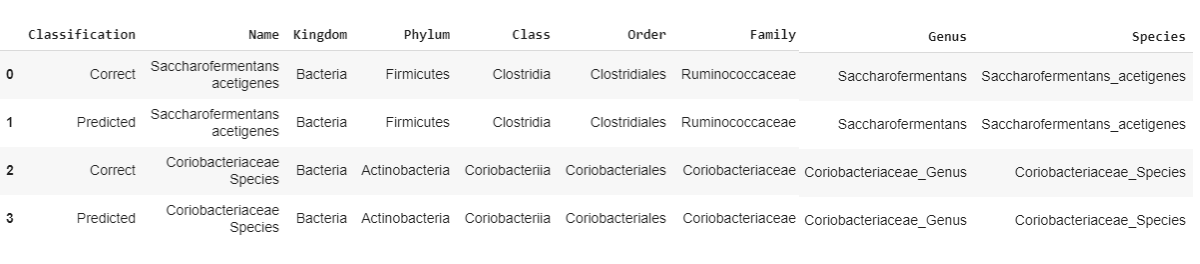 Classification Name Kingdom Phylum Class Order Family Genus Species
0 Correct Saccharofermentans acetigenes Bacteria Firmicutes Clostridia Clostridiales Ruminococcaceae Saccharofermentans Saccharofermentans_acetigenes
1 Predicted Saccharofermentans acetigenes Bacteria Firmicutes Clostridia Clostridiales Ruminococcaceae Saccharofermentans Saccharofermentans_acetigenes
2 Correct Coriobacteriaceae Species Bacteria Actinobacteria Coriobacteriia Coriobacteriales Coriobacteriaceae Coriobacteriaceae_Genus Coriobacteriaceae_Species
3 Predicted Coriobacteriaceae Species Bacteria Actinobacteria Coriobacteriia Coriobacteriales Coriobacteriaceae Coriobacteriaceae_Genus Coriobacteriaceae_Species